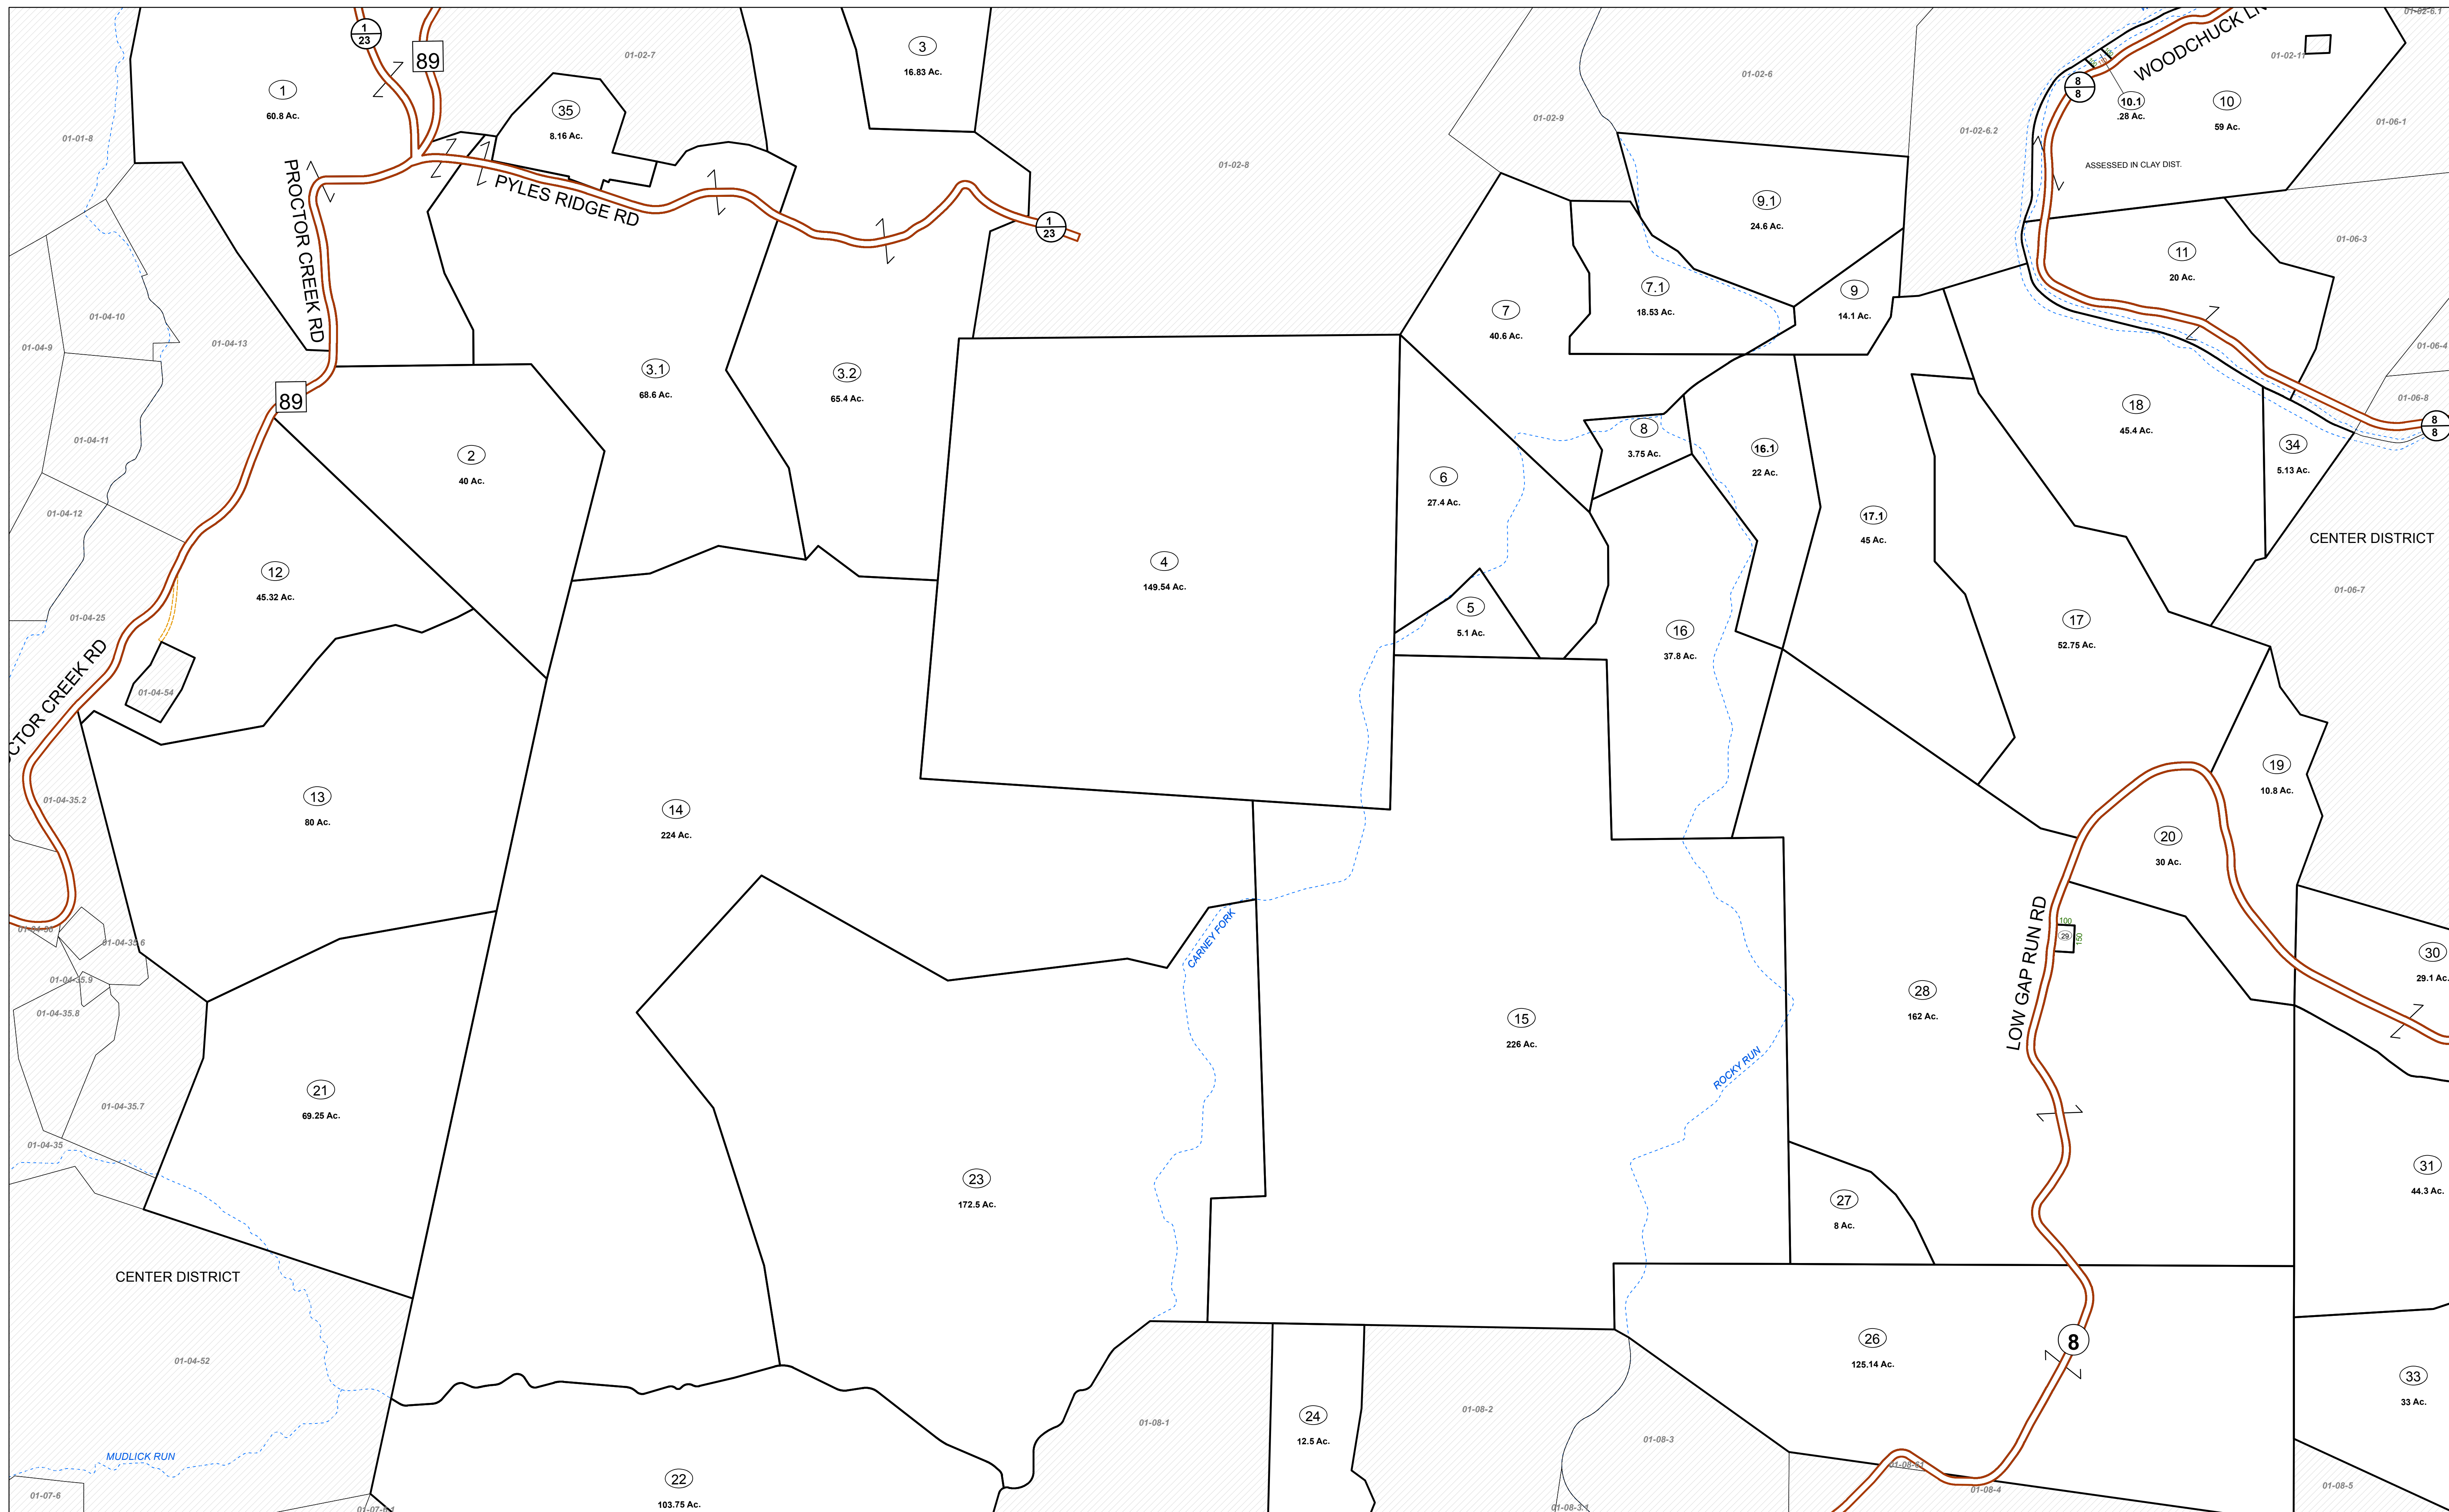 1
23
89
3
16.83 Ac.
01-02-7
01-02-6.1
WOODCHUCK LN
01-02-11
01-02-6
8
8
10.1
.28 Ac.
10
59 Ac.
1
60.8 Ac.
35
8.16 Ac.
01-02-9
01-02-6.2
01-06-1
01-01-8
01-02-8
ASSESSED IN CLAY DIST.
PROCTOR CREEK RD
PYLES RIDGE RD
1
23
9.1
24.6 Ac.
01-06-3
11
20 Ac.
01-04-10
01-04-9
01-04-13
7.1
18.53 Ac.
9
14.1 Ac.
7
40.6 Ac.
01-06-4
3.1
68.6 Ac.
3.2
65.4 Ac.
89
01-06-8
18
45.4 Ac.
8
8
01-04-11
2
40 Ac.
8
3.75 Ac.
16.1
22 Ac.
34
5.13 Ac.
6
27.4 Ac.
01-04-12
17.1
45 Ac.
CENTER DISTRICT
4
149.54 Ac.
12
45.32 Ac.
01-06-7
01-04-25
5
5.1 Ac.
16
37.8 Ac.
17
52.75 Ac.
CTOR CREEK RD
01-04-54
19
10.8 Ac.
01-04-35.2
13
80 Ac.
14
224 Ac.
20
30 Ac.
01-04-35.6
CARNEY FORK
100
29
150
LOW GAP RUN RD
30
29.1 Ac.
01-04-35.9
01-04-35.8
28
162 Ac.
15
226 Ac.
ROCKY RUN
21
69.25 Ac.
01-04-35.7
01-04-35
31
44.3 Ac.
23
172.5 Ac.
27
8 Ac.
CENTER DISTRICT
01-04-52
8
26
125.14 Ac.
33
33 Ac.
01-08-1
24
12.5 Ac.
01-08-2
01-08-3
MUDLICK RUN
22
103.75 Ac.
01-07-6
01-08-4
01-08-5
01-08-3.1